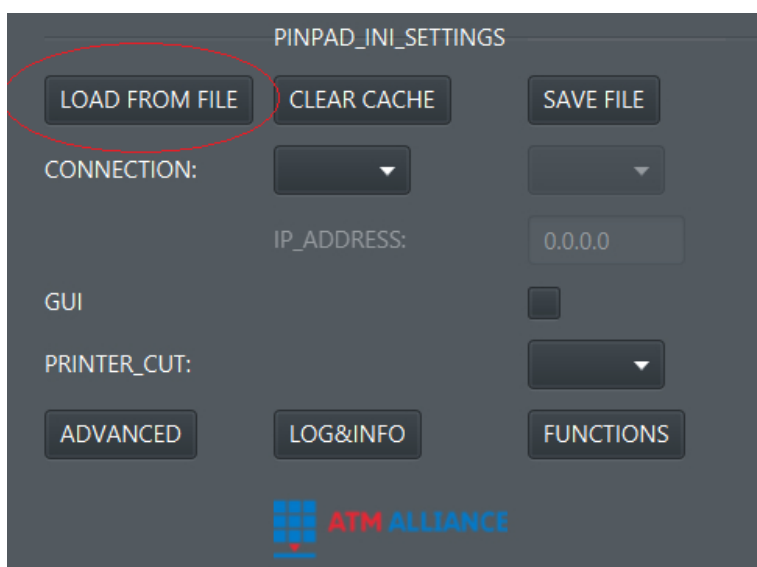 PINPAD_INI_SETTINGS
LOAD FROM FILE CLEAR CACHE SAVE FILE
CONNECTION:
IP_ADDRESS: 0.0.0.0
GUI
PRINTER_CUT:
ADVANCED LOG&INFO FUNCTIONS
ATM ALLIANCE